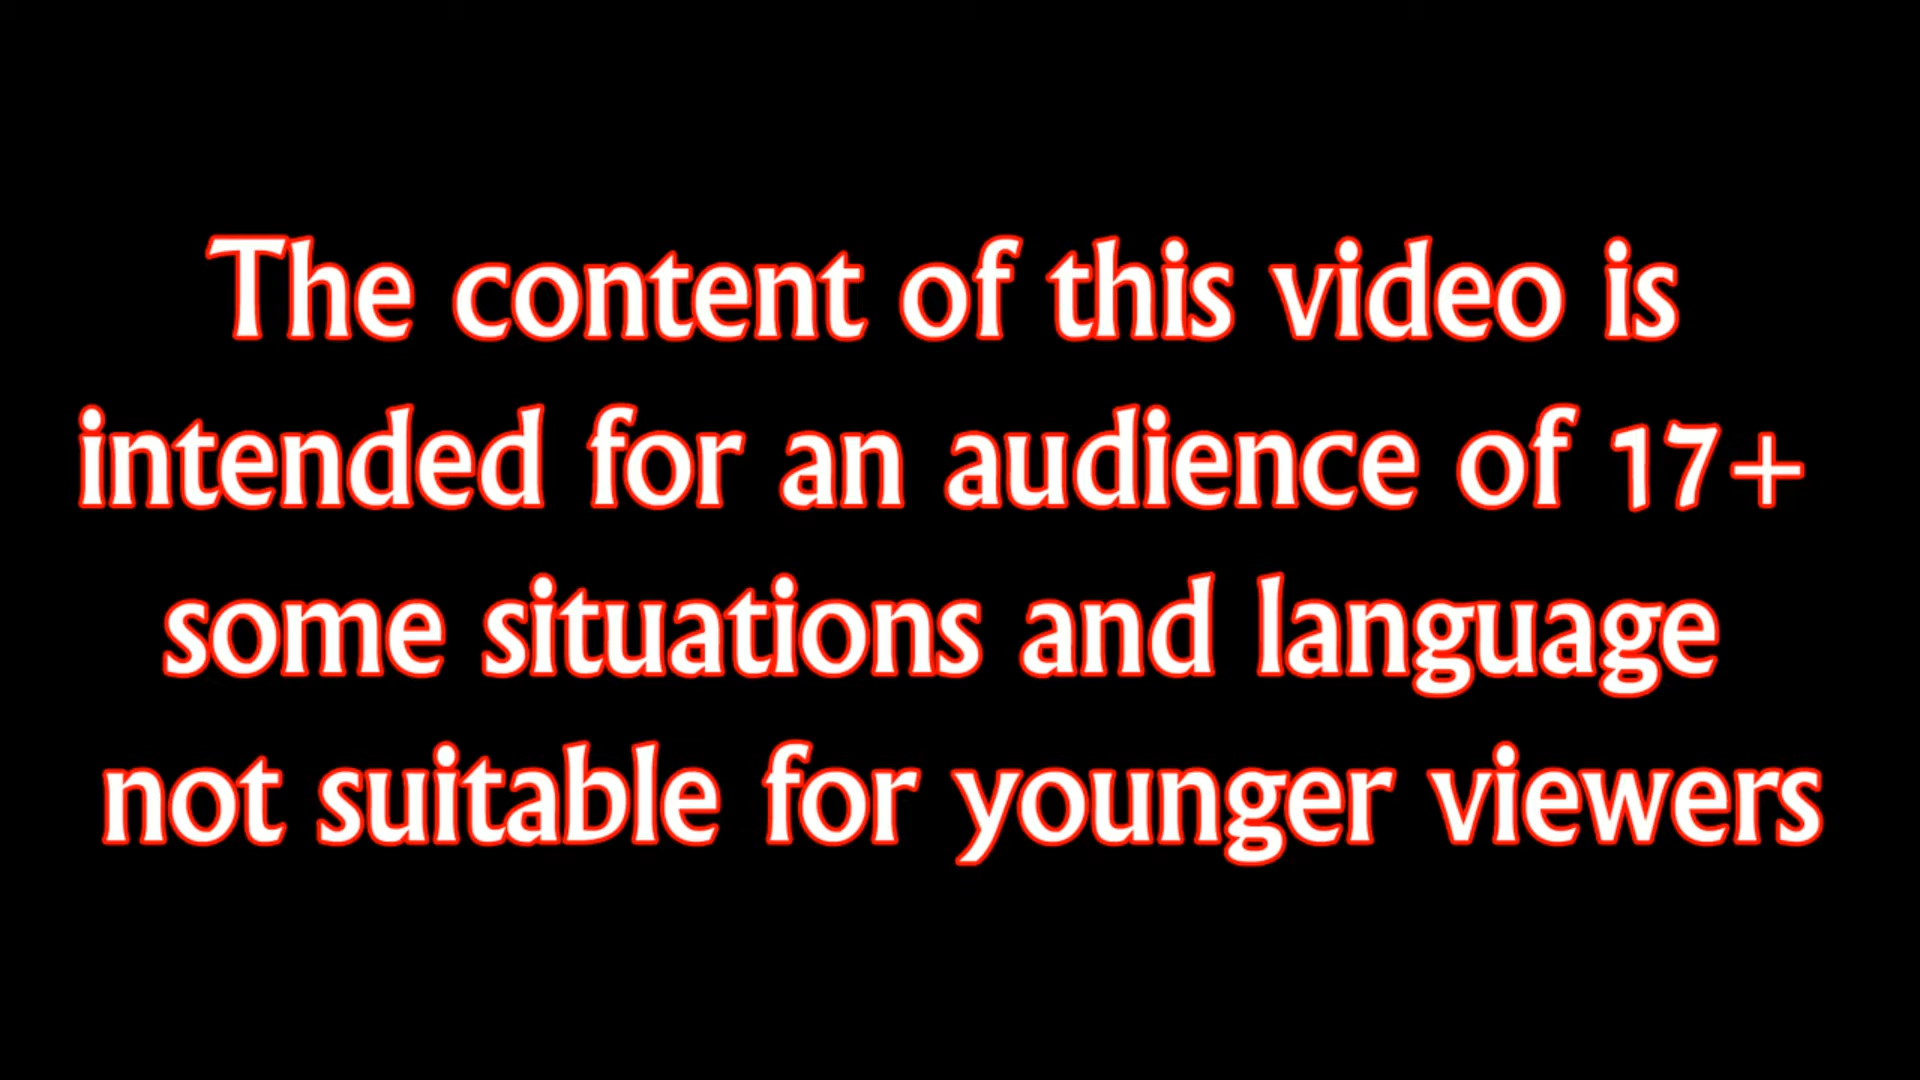 The content of this video is
intended for an audience of 17+
some situations and language
not suitable for younger viewers